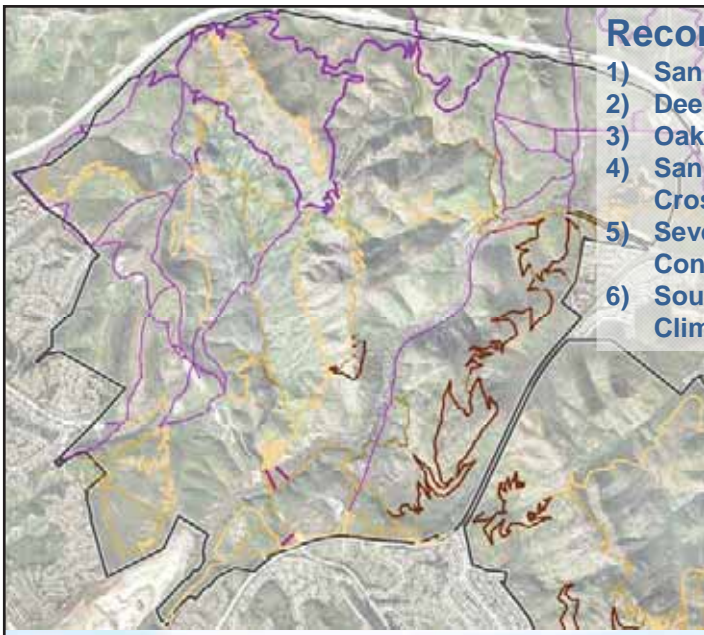 Recor
1) San
2) Dee
3) Oak
4) San
Cros
5) Seve
Con
6) Sou
Clim